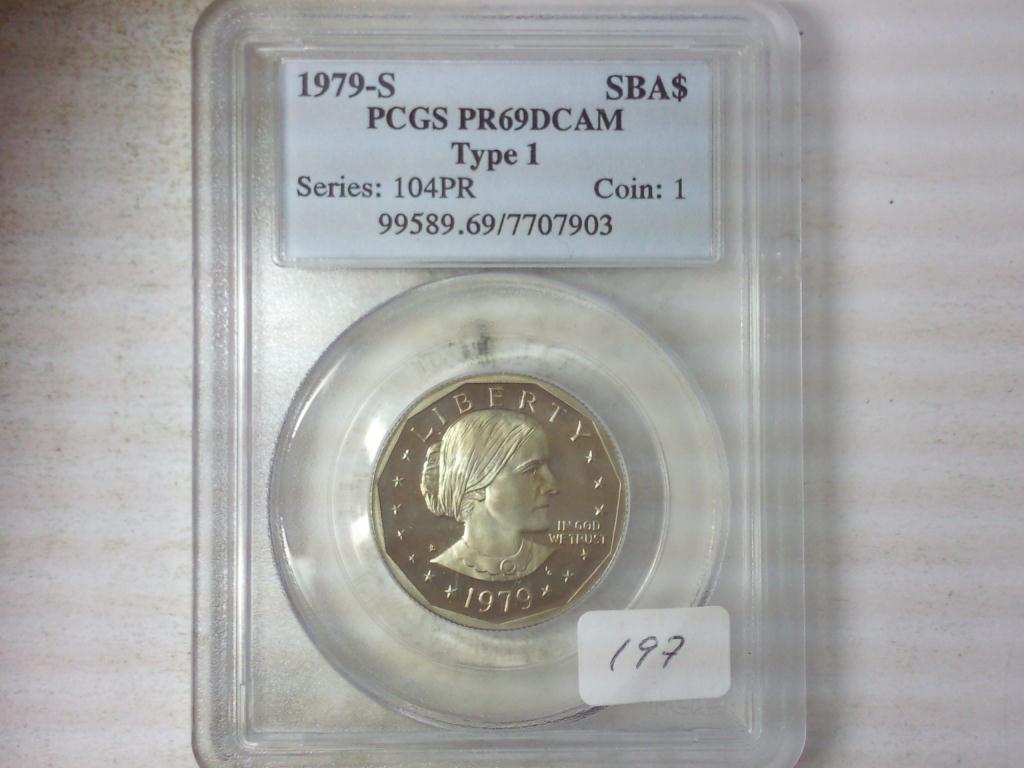 1979-S SBA$
PCGS PR69DCAM
Type 1
Series: 104PR Coin: 1
99589.69/7707903
LIBERTY
IN GOD
WE TRUST
1979
197